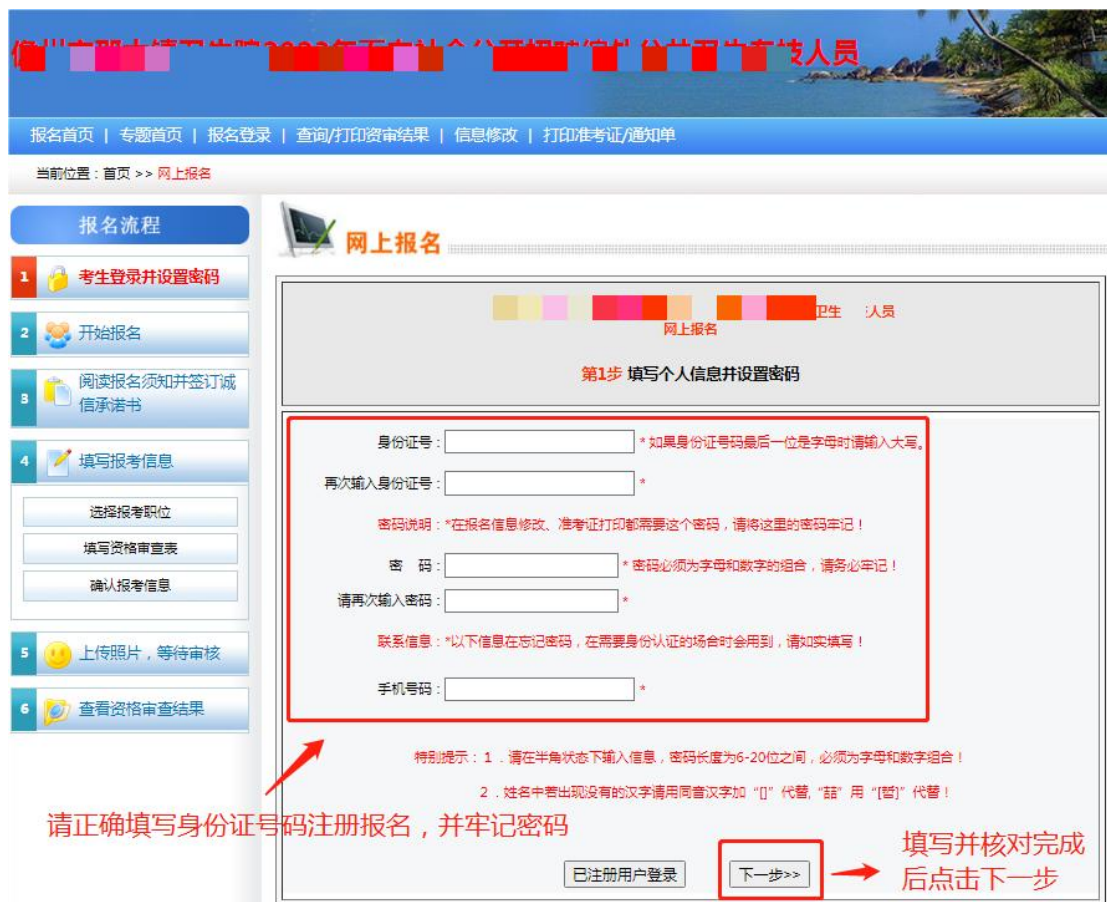 人员
报名首页 | 专题首页 | 报名登录 | 查询/打印资审结果 | 信息修改 | 打印准考证/通知单
当前位置：首页 >> 网上报名
报名流程
1 考生登录并设置密码
2 开始报名
3 阅读报名须知并签订诚
信承诺书
4 填写报考信息
选择报考职位
填写资格审查表
确认报考信息
5 上传照片，等待审核
6 查看资格审查结果
网上报名
卫生 人员
网上报名
第1步 填写个人信息并设置密码
身份证号： * 如果身份证号码最后一位是字母时请输入大写。
再次输入身份证号： *
密码说明：*在报名信息修改、准考证打印都需要这个密码，请将这里的密码牢记！
密 码： * 密码必须为字母和数字的组合，请务必牢记！
请再次输入密码： *
联系信息：*以下信息在忘记密码，在需要身份认证的场合时会用到，请如实填写！
手机号码： *
特别提示：1．请在半角状态下输入信息，密码长度为6-20位之间，必须为字母和数字组合！
2．姓名中若出现没有的汉字请用同音汉字加“[]”代替,“喆”用“[哲]”代替！
请正确填写身份证号码注册报名，并牢记密码
已注册用户登录
下一步>>
填写并核对完成
后点击下一步